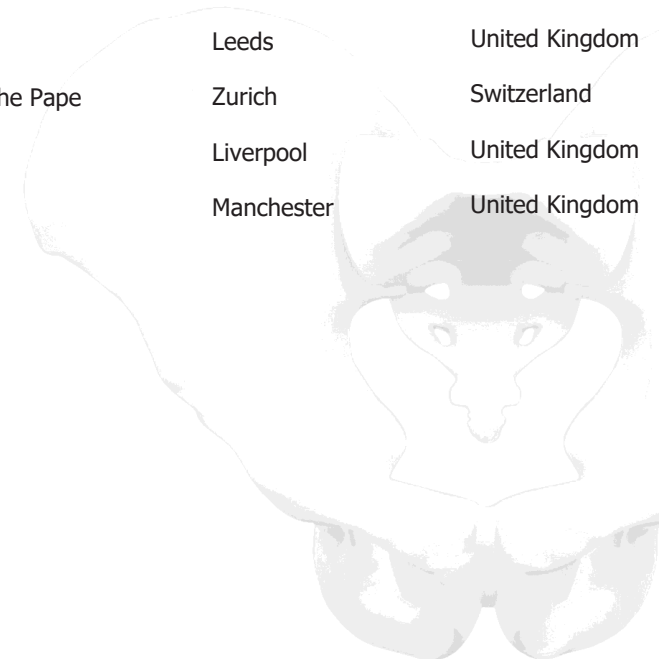 Leeds United Kingdom
he Pape Zurich Switzerland
Liverpool United Kingdom
Manchester United Kingdom